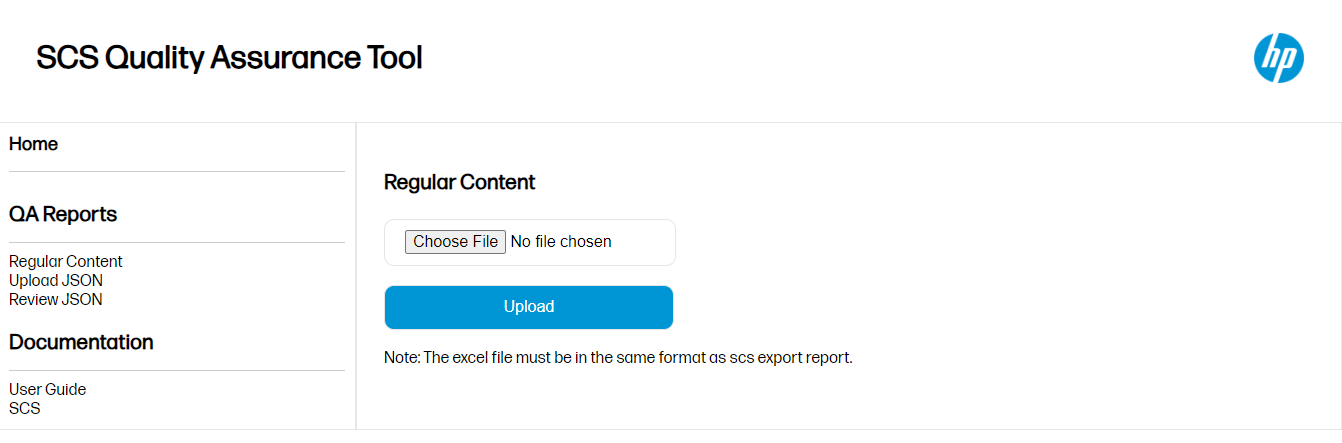 SCS Quality Assurance Tool
hp
Home
QA Reports
Regular Content
Upload JSON
Review JSON
Documentation
User Guide
SCS
Regular Content
Choose File No file chosen
Upload
Note: The excel file must be in the same format as scs export report.